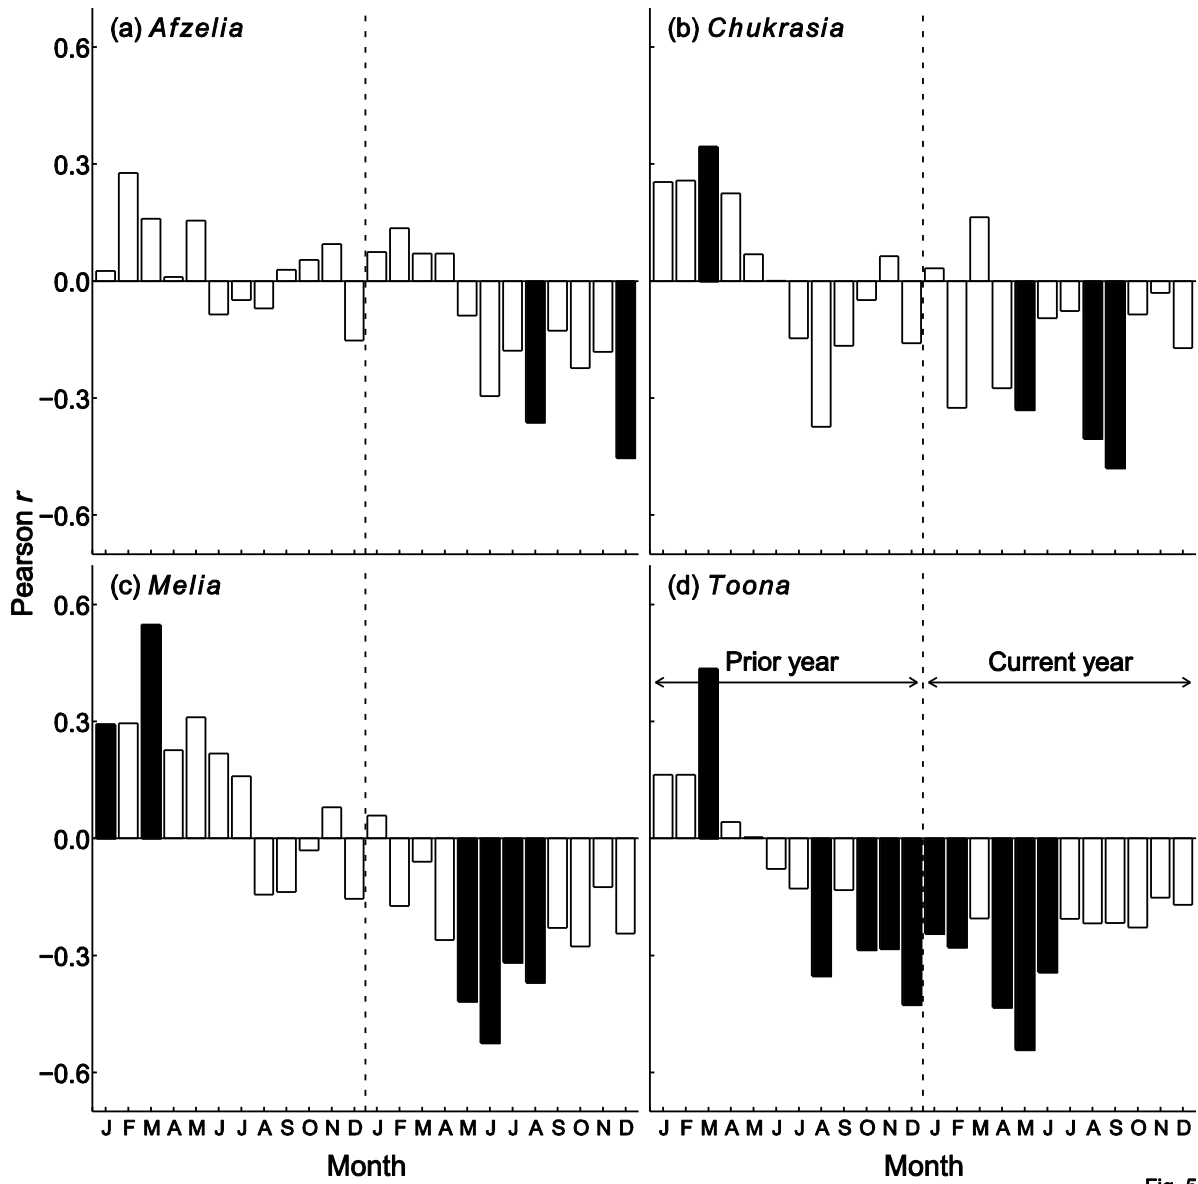 (a) Afzelia
(b) Chukrasia
0.6
0.3
0.0
−0.3
−0.6
Pearson r
(c) Melia
(d) Toona
Prior year
Current year
0.6
0.3
0.0
−0.3
−0.6
J F M A M J J A S O N D J F M A M J J A S O N D
J F M A M J J A S O N D J F M A M J J A S O N D
Month
Month